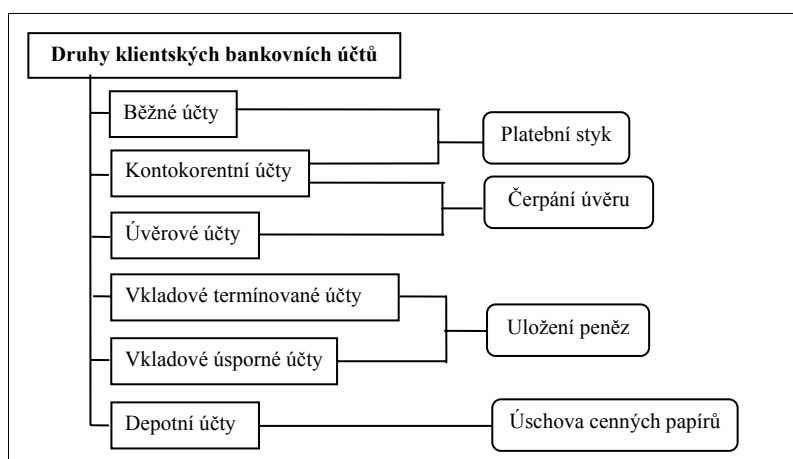 Druhy klientských bankovních účtů
Běžné účty
Platební styk
Kontokorentní účty
Čerpání úvěru
Úvěrové účty
Vkladové termínované účty
Uložení peněz
Vkladové úsporné účty
Depotní účty
Úschova cenných papírů